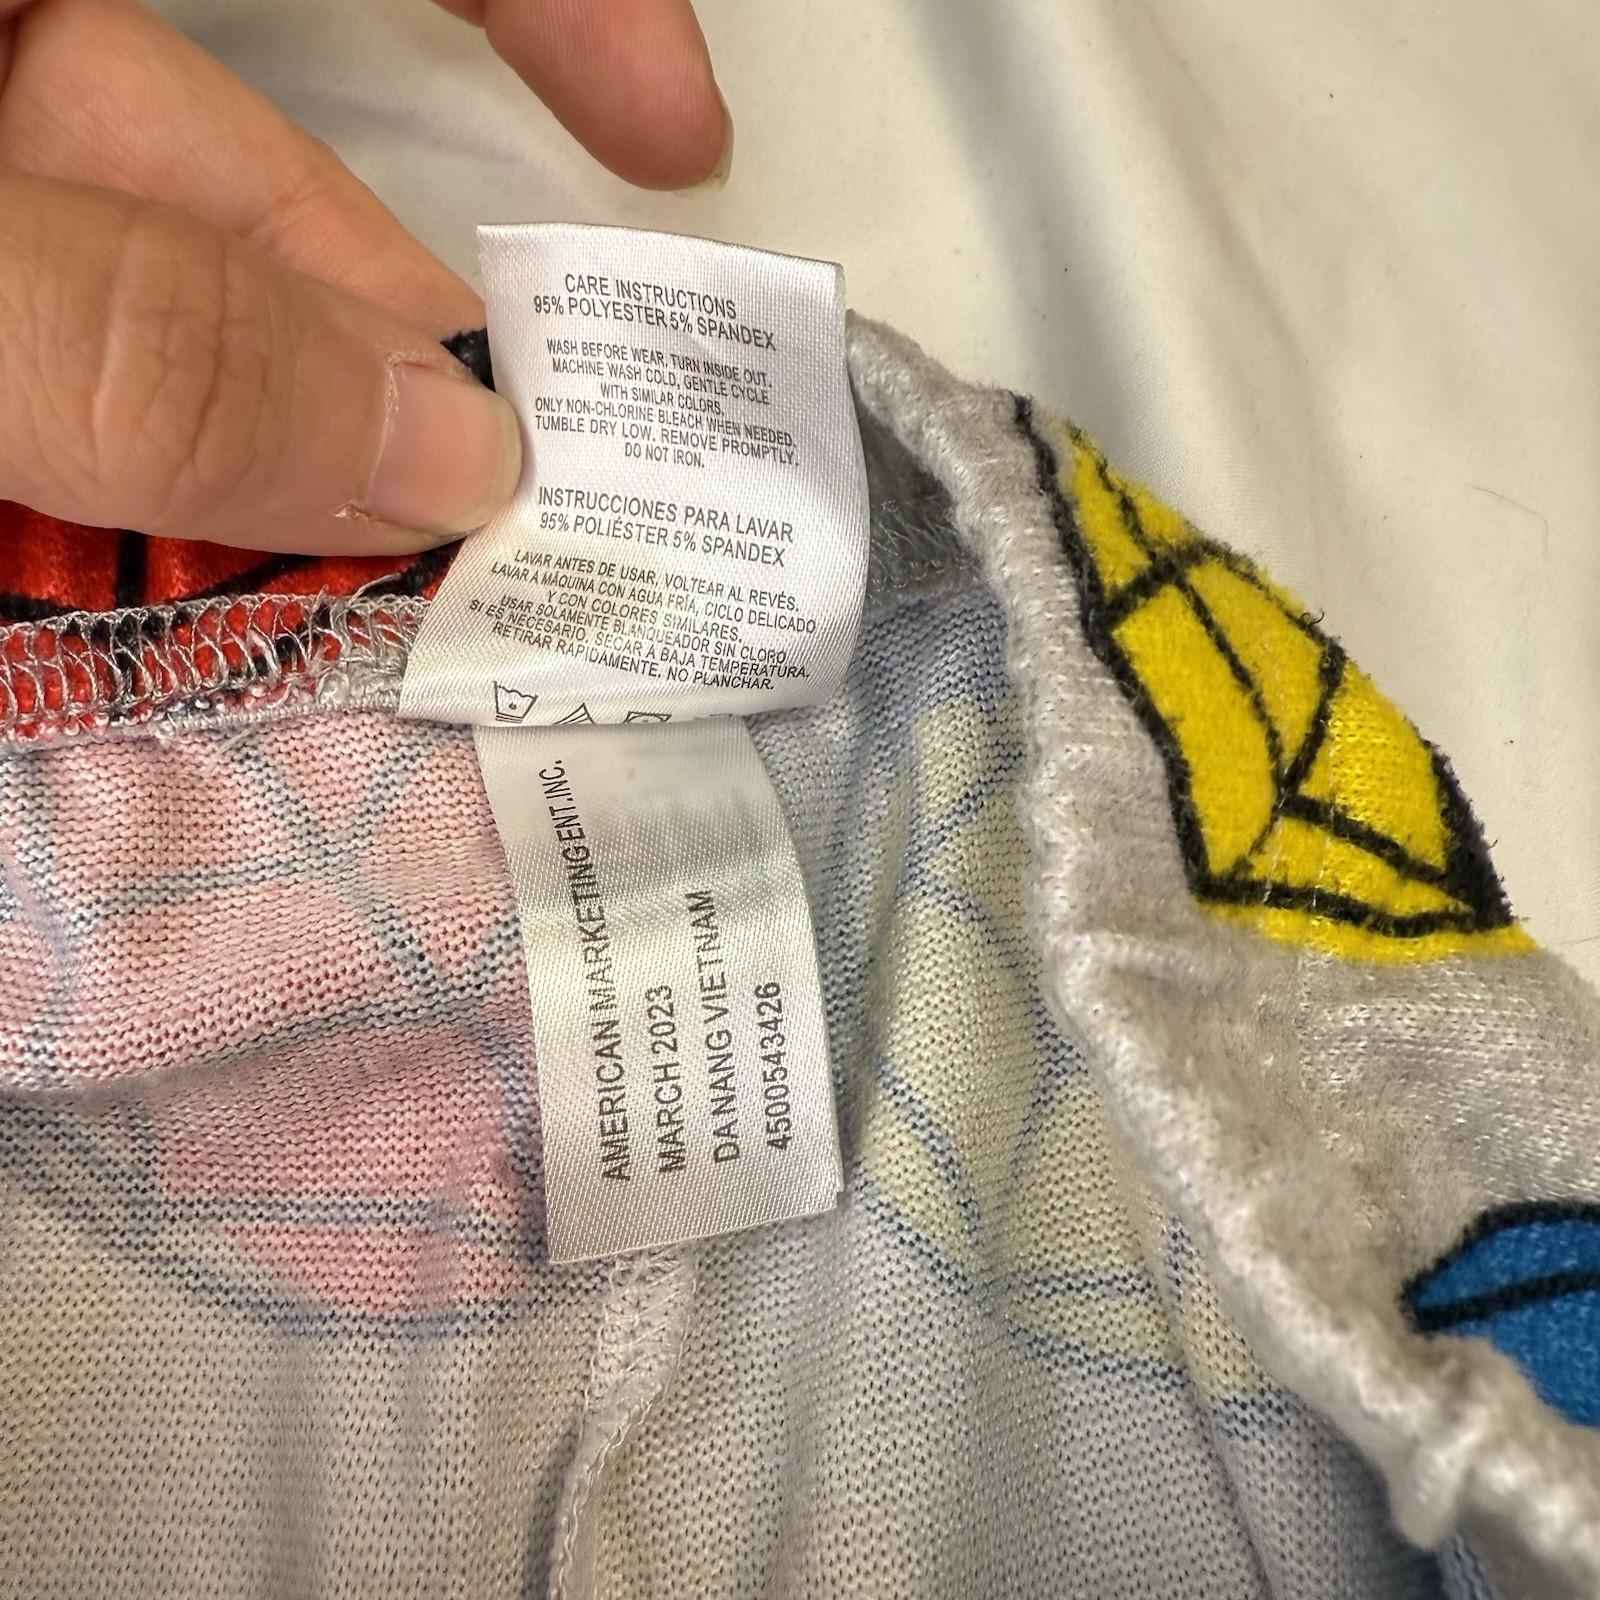 CARE INSTRUCTIONS
95% POLYESTER 5% SPANDEX
WASH BEFORE WEAR. TURN INSIDE OUT.
MACHINE WASH COLD, GENTLE CYCLE
WITH SIMILAR COLORS.
ONLY NON-CHLORINE BLEACH WHEN NEEDED.
TUMBLE DRY LOW. REMOVE PROMPTLY.
DO NOT IRON.
INSTRUCCIONES PARA LAVAR
95% POLIÉSTER 5% SPANDEX
LAVAR ANTES DE USAR. VOLTEAR AL REVÉS.
LAVAR A MÁQUINA CON AGUA FRÍA, CICLO DELICADO
Y CON COLORES SIMILARES.
USAR SOLAMENTE BLANQUEADOR SIN CLORO
SI ES NECESARIO. SECAR A BAJA TEMPERATURA.
RETIRAR RAPIDAMENTE. NO PLANCHAR.
AMERICAN MARKETING ENT. INC.
MARCH 2023
DA NANG VIETNAM
4500543426